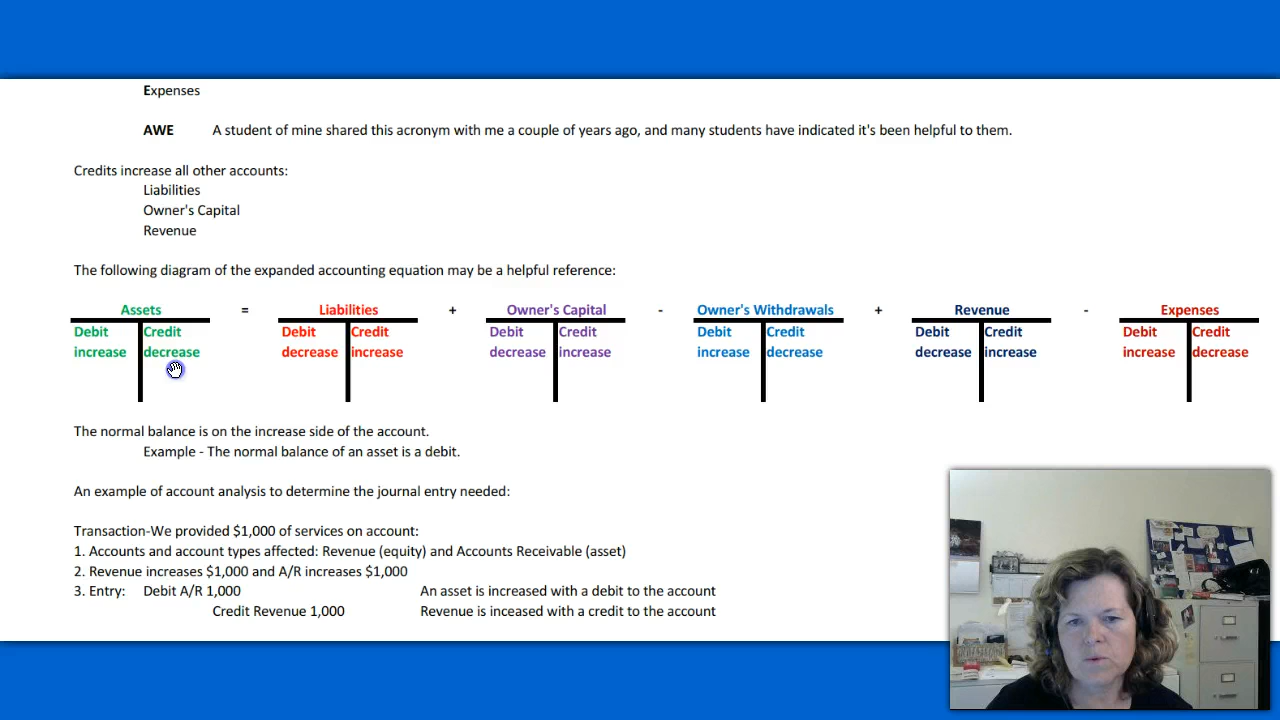 Expenses
AWE A student of mine shared this acronym with me a couple of years ago, and many students have indicated it's been helpful to them.
Credits increase all other accounts:
Liabilities
Owner's Capital
Revenue
The following diagram of the expanded accounting equation may be a helpful reference:
Assets = Liabilities + Owner's Capital - Owner's Withdrawals + Revenue - Expenses
Debit Credit Debit Credit Debit Credit Debit Credit Debit Credit Debit Credit
increase decrease decrease increase decrease increase increase decrease decrease increase increase decrease
The normal balance is on the increase side of the account.
Example - The normal balance of an asset is a debit.
An example of account analysis to determine the journal entry needed:
Transaction-We provided $1,000 of services on account:
1. Accounts and account types affected: Revenue (equity) and Accounts Receivable (asset)
2. Revenue increases $1,000 and A/R increases $1,000
3. Entry: Debit A/R 1,000 An asset is increased with a debit to the account
Credit Revenue 1,000 Revenue is inceased with a credit to the account